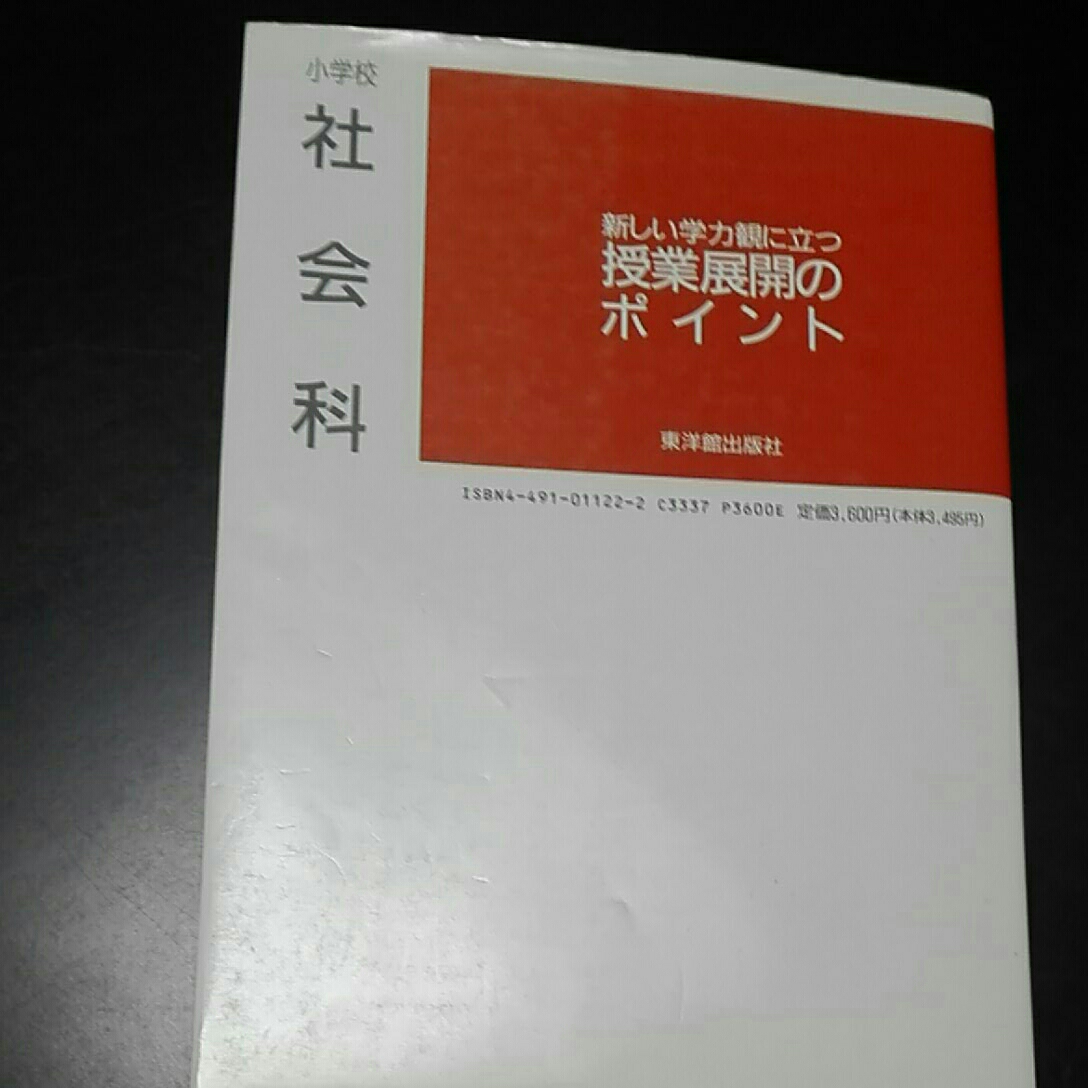 小学校
社会科
新しい学力観に立つ
授業展開の
ポイント
東洋館出版社
ISBN4-491-01122-2 C3337 P3600E 定価3,600円(本体3,495円)